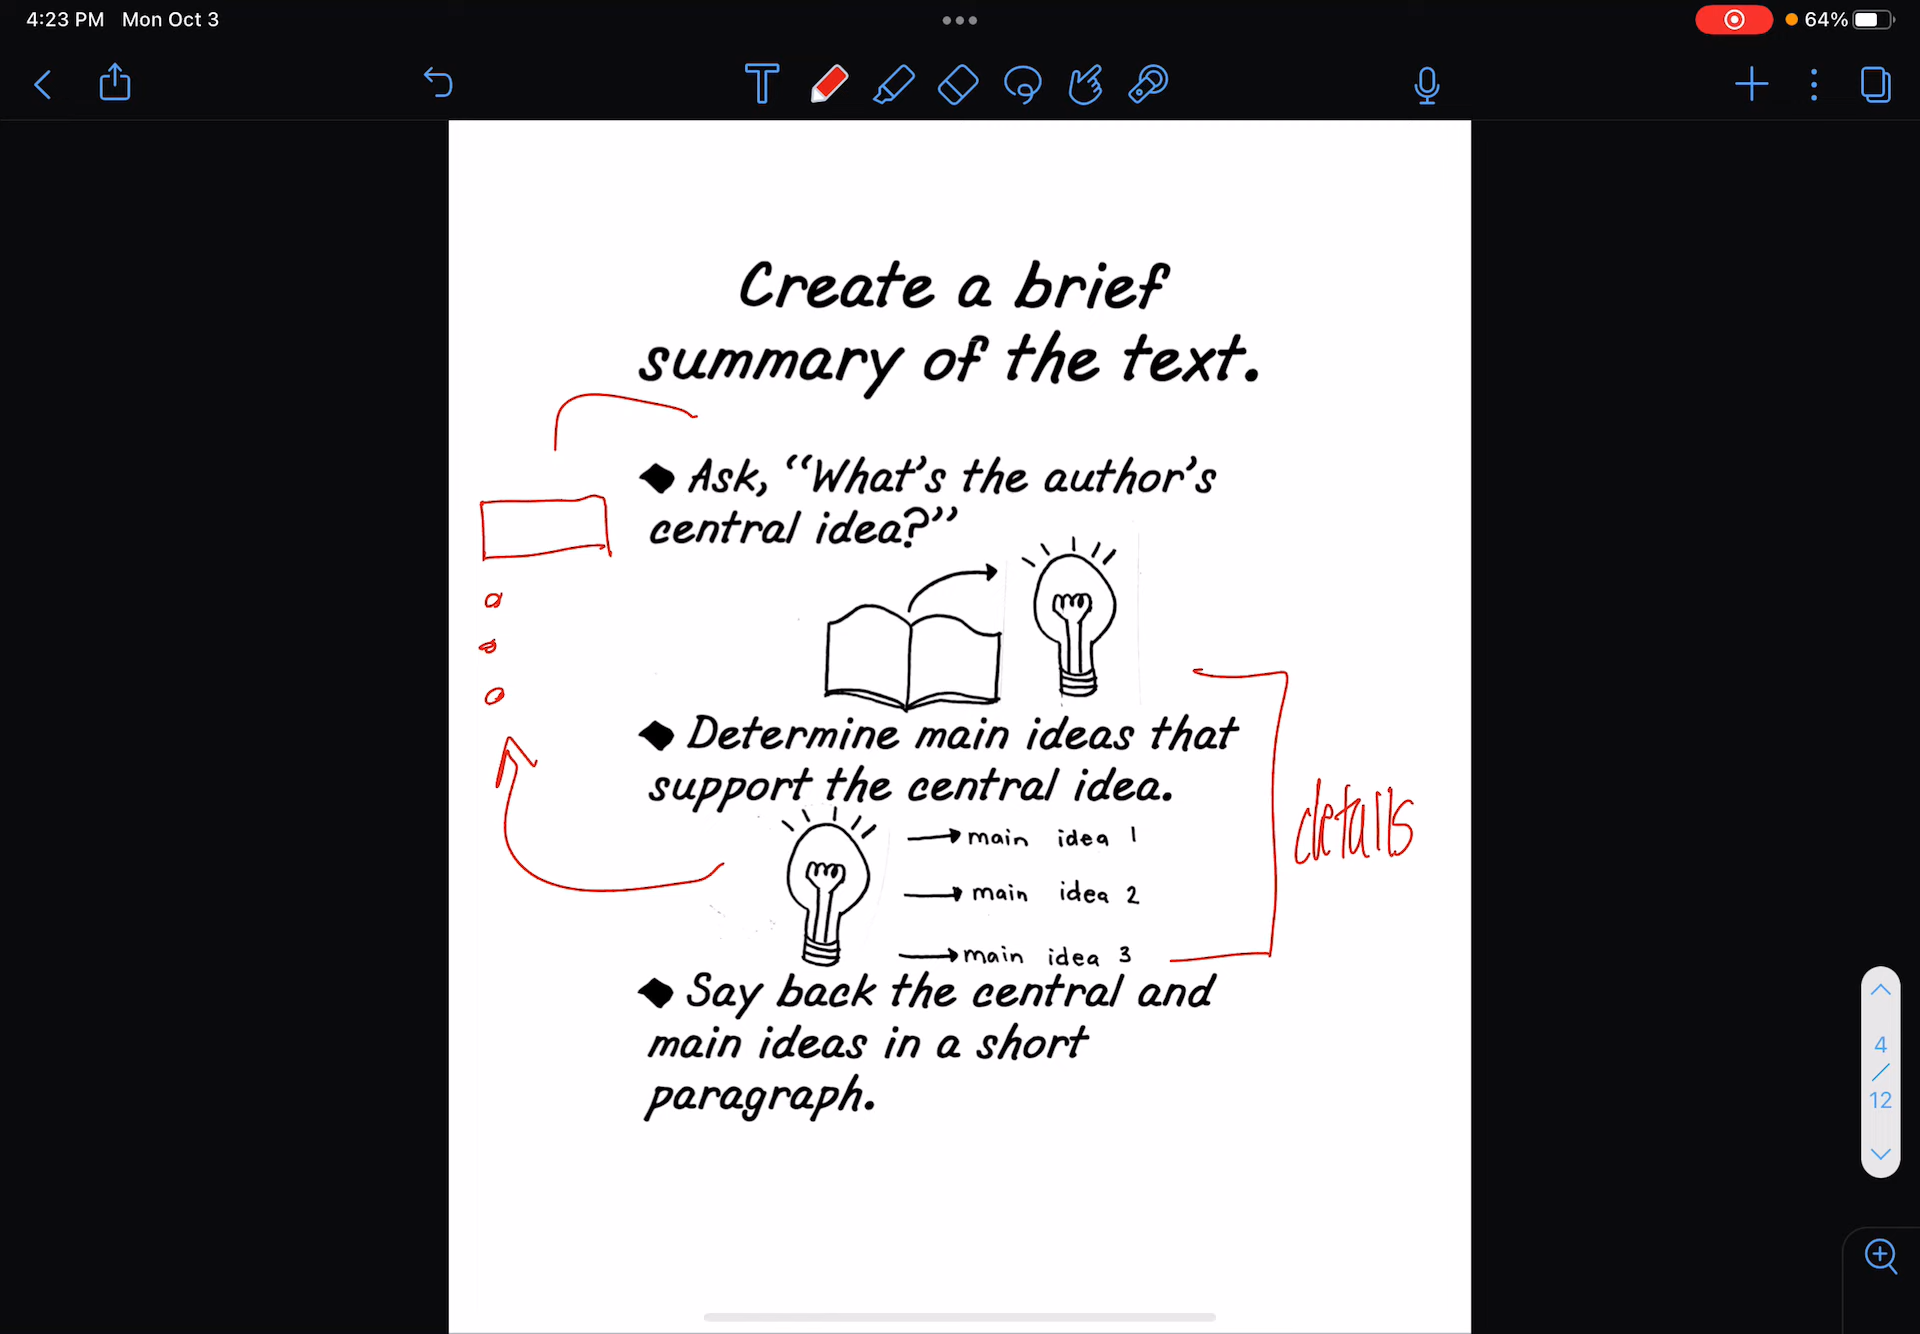 4:23 PM Mon Oct 3
64%
T
Create a brief
summary of the text.
Ask, “What's the author's
central idea?”
Determine main ideas that
support the central idea.
main idea 1
main idea 2
main idea 3
details
Say back the central and
main ideas in a short
paragraph.
4
/
12